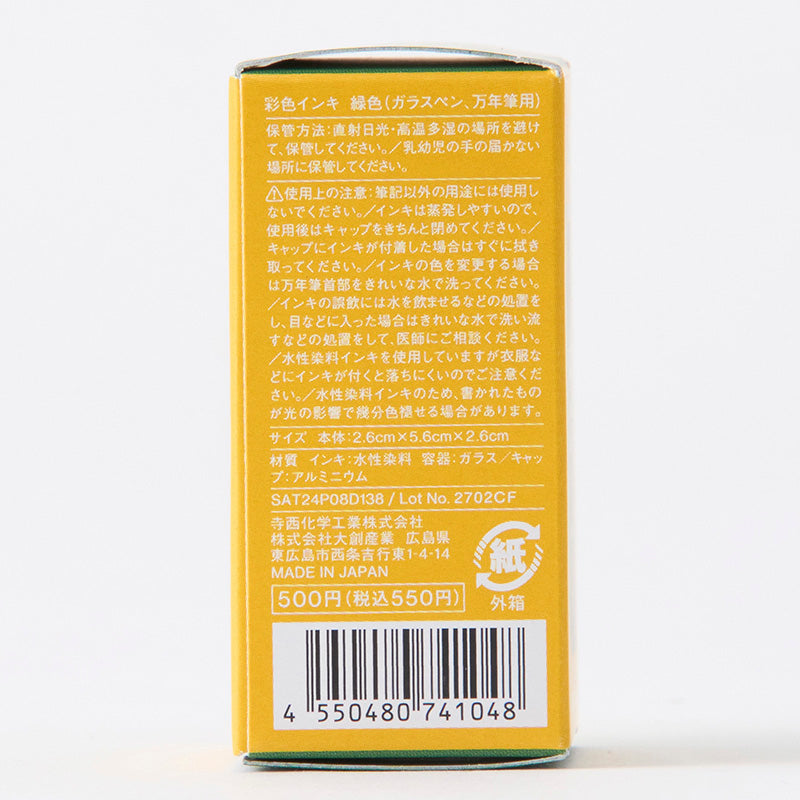 彩色インキ 緑色(ガラスペン、万年筆用)
保管方法:直射日光・高温多湿の場所を避け
て、保管してください。/乳幼児の手の届かない
場所に保管してください。
⚠使用上の注意:筆記以外の用途には使用し
ないでください。/インキは蒸発しやすいので、
使用後はキャップをきちんと閉めてください。/
キャップにインキが付着した場合はすぐに拭き
取ってください。/インキの色を変更する場合
は万年筆首部をきれいな水で洗ってください。
/インキの誤飲には水を飲ませるなどの処置を
し、目などに入った場合はきれいな水で洗い流
すなどの処置をして、医師にご相談ください。
/水性染料インキを使用していますが衣服な
どにインキが付くと落ちにくいのでご注意くだ
さい。/水性染料インキのため、書かれたもの
が光の影響で幾分色褪せる場合があります。
サイズ 本体:2.6cm×5.6cm×2.6cm
材質 インキ:水性染料 容器:ガラス/キャッ
プ:アルミニウム
SAT24P08D138 / Lot No. 2702CF
寺西化学工業株式会社
株式会社大創産業 広島県
東広島市西条吉行東1-4-14
MADE IN JAPAN
紙
外箱
500円(税込550円)
4 550480 741048